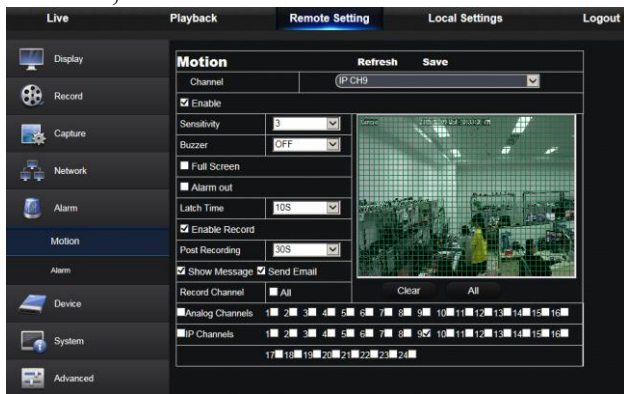 Live Playback Remote Setting Local Settings Logout
Display
Record
Capture
Network
Alarm
Motion
Alarm
Device
System
Advanced
Motion Refresh Save
Channel IP CH9
Enable
Sensitivity 3
Buzzer OFF
Full Screen
Alarm out
Latch Time 10S
Enable Record
Post Recording 30S
Show Message Send Email
Record Channel All
Clear All
Analog Channels 1 2 3 4 5 6 7 8 9 10 11 12 13 14 15 16
IP Channels 1 2 3 4 5 6 7 8 9 10 11 12 13 14 15 16
17 18 19 20 21 22 23 24